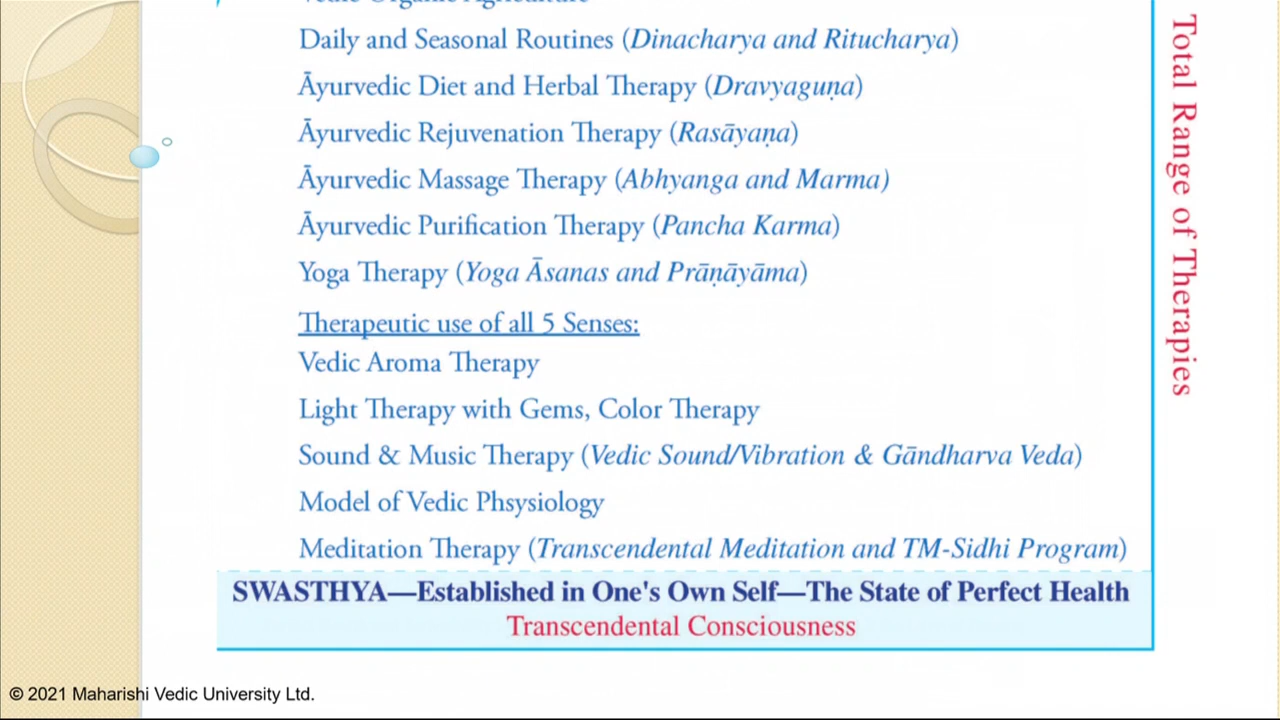 Daily and Seasonal Routines (Dinacharya and Ritucharya)
Āyurvedic Diet and Herbal Therapy (Dravyaguṇa)
Āyurvedic Rejuvenation Therapy (Rasāyaṇa)
Āyurvedic Massage Therapy (Abhyanga and Marma)
Āyurvedic Purification Therapy (Pancha Karma)
Yoga Therapy (Yoga Āsanas and Prāṇāyāma)
Therapeutic use of all 5 Senses:
Vedic Aroma Therapy
Light Therapy with Gems, Color Therapy
Sound & Music Therapy (Vedic Sound/Vibration & Gāndharva Veda)
Model of Vedic Phsysiology
Meditation Therapy (Transcendental Meditation and TM-Sidhi Program)
SWASTHYA—Established in One's Own Self—The State of Perfect Health
Transcendental Consciousness
Total Range of Therapies
© 2021 Maharishi Vedic University Ltd.